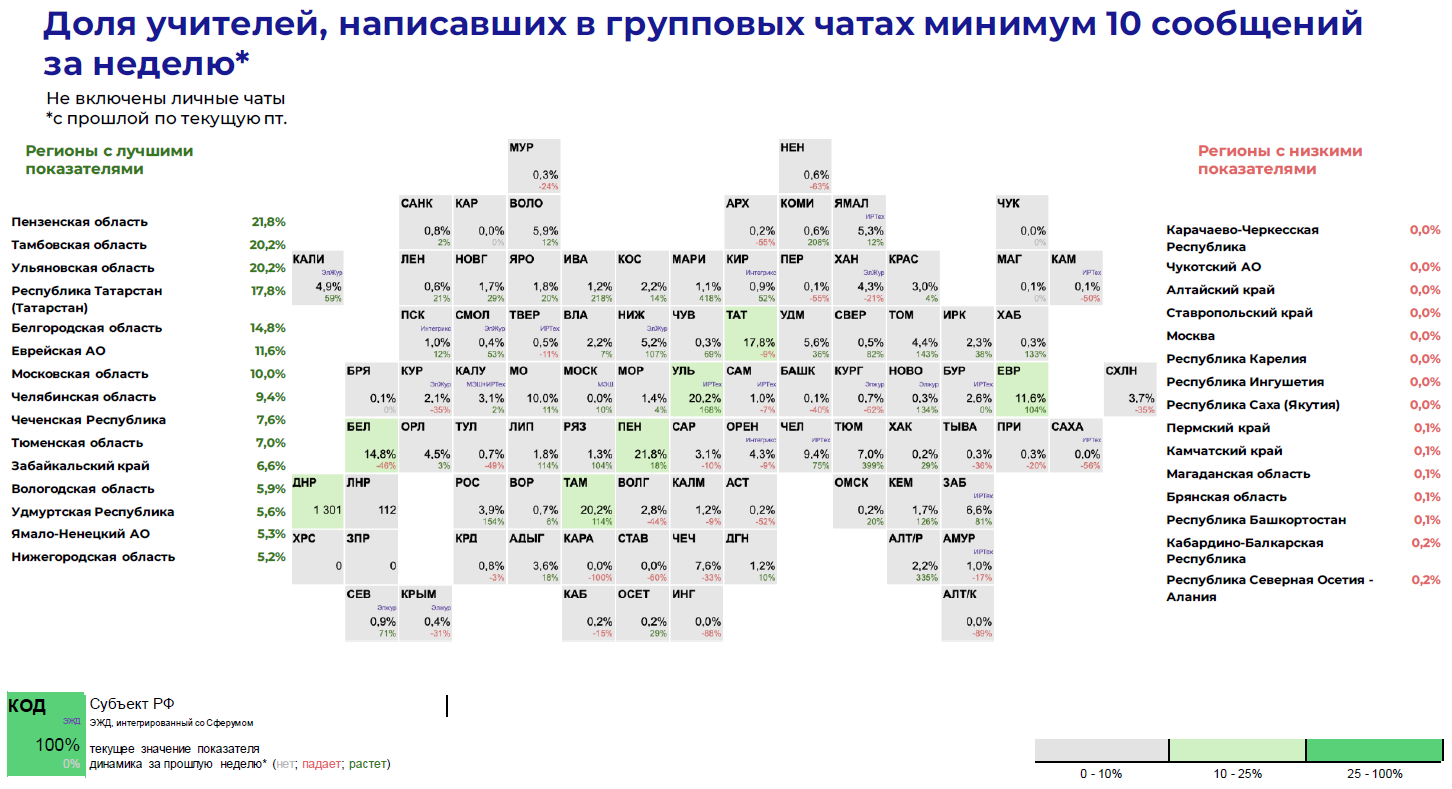 Доля учителей, написавших в групповых чатах минимум 10 сообщений
за неделю*
Не включены личные чаты
*с прошлой по текущую пт.
Регионы с лучшими
показателями
Пензенская область 21,8%
Тамбовская область 20,2%
Ульяновская область 20,2%
Республика Татарстан 17,8%
(Татарстан)
Белгородская область 14,8%
Еврейская АО 11,6%
Московская область 10,0%
Челябинская область 9,4%
Чеченская Республика 7,6%
Тюменская область 7,0%
Забайкальский край 6,6%
Вологодская область 5,9%
Удмуртская Республика 5,6%
Ямало-Ненецкий АО 5,3%
Нижегородская область 5,2%
МУР НЕН
0,3% 0,6%
-24% -63%
САНК КАР ВОЛО АРХ КОМИ ЯМАЛ ЧУК
ИРТех
0,8% 0,0% 5,9% 0,2% 0,6% 5,3% 0,0%
2% 0% 12% -55% 208% 12% 0%
КАЛИ ЛЕН НОВГ ЯРО ИВА КОС МАРИ КИР ПЕР ХАН КРАС МАГ КАМ
ЭлЖур Интегрикс ЭлЖур ИРТех
4,9% 0,6% 1,7% 1,8% 1,2% 2,2% 1,1% 0,9% 0,1% 4,3% 3,0% 0,1% 0,1%
59% 21% 29% 20% 218% 14% 418% 52% -55% -21% 4% 0% -50%
ПСК СМОЛ ТВЕР ВЛА НИЖ ЧУВ ТАТ УДМ СВЕР ТОМ ИРК ХАБ
Интегрикс ЭлЖур ИРТех ЭлЖур
1,0% 0,4% 0,5% 2,2% 5,2% 0,3% 17,8% 5,6% 0,5% 4,4% 2,3% 0,3%
12% 53% -11% 7% 107% 69% -9% 36% 82% 143% 38% 133%
БРЯ КУР КАЛУ МО МОСК МОР УЛЬ САМ БАШК КУРГ НОВО БУР ЕВР СХЛН
ЭлЖур МЭШ+ИРТех МЭШ ИРТех ИРТех Элжур Элжур ИРТех
0,1% 2,1% 3,1% 10,0% 0,0% 1,4% 20,2% 1,0% 0,1% 0,7% 0,3% 2,6% 11,6% 3,7%
0% -35% 2% 11% 10% 4% 168% -7% -40% -62% 134% 0% 104% -35%
БЕЛ ОРЛ ТУЛ ЛИП РЯЗ ПЕН САР ОРЕН ЧЕЛ ТЮМ ХАК ТЫВА ПРИ САХА
Интегрикс ИРТех ИРТех
14,8% 4,5% 0,7% 1,8% 1,3% 21,8% 3,1% 4,3% 9,4% 7,0% 0,2% 0,3% 0,3% 0,0%
-46% 3% -49% 114% 104% 18% -10% -9% 75% 399% 29% -36% -20% -56%
ДНР ЛНР РОС ВОР ТАМ ВОЛГ КАЛМ АСТ ОМСК КЕМ ЗАБ
ИРТех
1 301 112 3,9% 0,7% 20,2% 2,8% 1,2% 0,2% 0,2% 1,7% 6,6%
154% 6% 114% -44% -9% -52% 20% 126% 81%
ХРС ЗПР КРД АДЫГ КАРА СТАВ ЧЕЧ ДГН АЛТ/Р АМУР
ИРТех
0 0 0,8% 3,6% 0,0% 0,0% 7,6% 1,2% 2,2% 1,0%
-3% 18% -100% -60% -33% 10% 335% -17%
СЕВ КРЫМ КАБ ОСЕТ ИНГ АЛТ/К
Элжур Элжур
0,9% 0,4% 0,2% 0,2% 0,0% 0,0%
71% -31% -15% 29% -86% -89%
Регионы с низкими
показателями
Карачаево-Черкесская 0,0%
Республика
Чукотский АО 0,0%
Алтайский край 0,0%
Ставропольский край 0,0%
Москва 0,0%
Республика Карелия 0,0%
Республика Ингушетия 0,0%
Республика Саха (Якутия) 0,0%
Пермский край 0,1%
Камчатский край 0,1%
Магаданская область 0,1%
Брянская область 0,1%
Республика Башкортостан 0,1%
Кабардино-Балкарская 0,2%
Республика
Республика Северная Осетия - 0,2%
Алания
КОД Субъект РФ
ЭЖД ЭЖД, интегрированный со Сферумом
100% текущее значение показателя
0% динамика за прошлую неделю* (нет; падает; растет)
0 - 10% 10 - 25% 25 - 100%